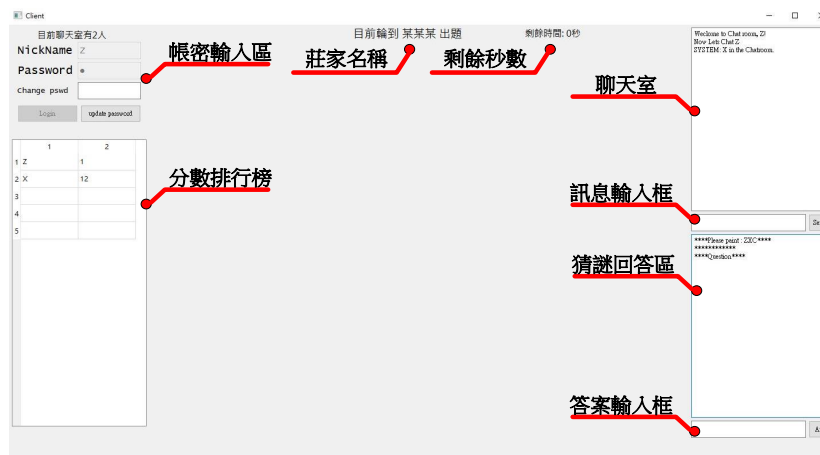 Client
目前聊天室有2人
目前輪到 某某某 出題
剩餘時間: 0秒
NickName Z
Password
Change pswd
Login
update password
帳密輸入區
莊家名稱
剩餘秒數
聊天室
Weclome to Chat room, Z!
Now Lets Chat Z.
SYSTEM: X in the Chatroom.
1 2
1 Z 1
2 X 12
3
4
5
分數排行榜
訊息輸入框
****Please paint : ZXC****
************
****Question****
猜謎回答區
答案輸入框